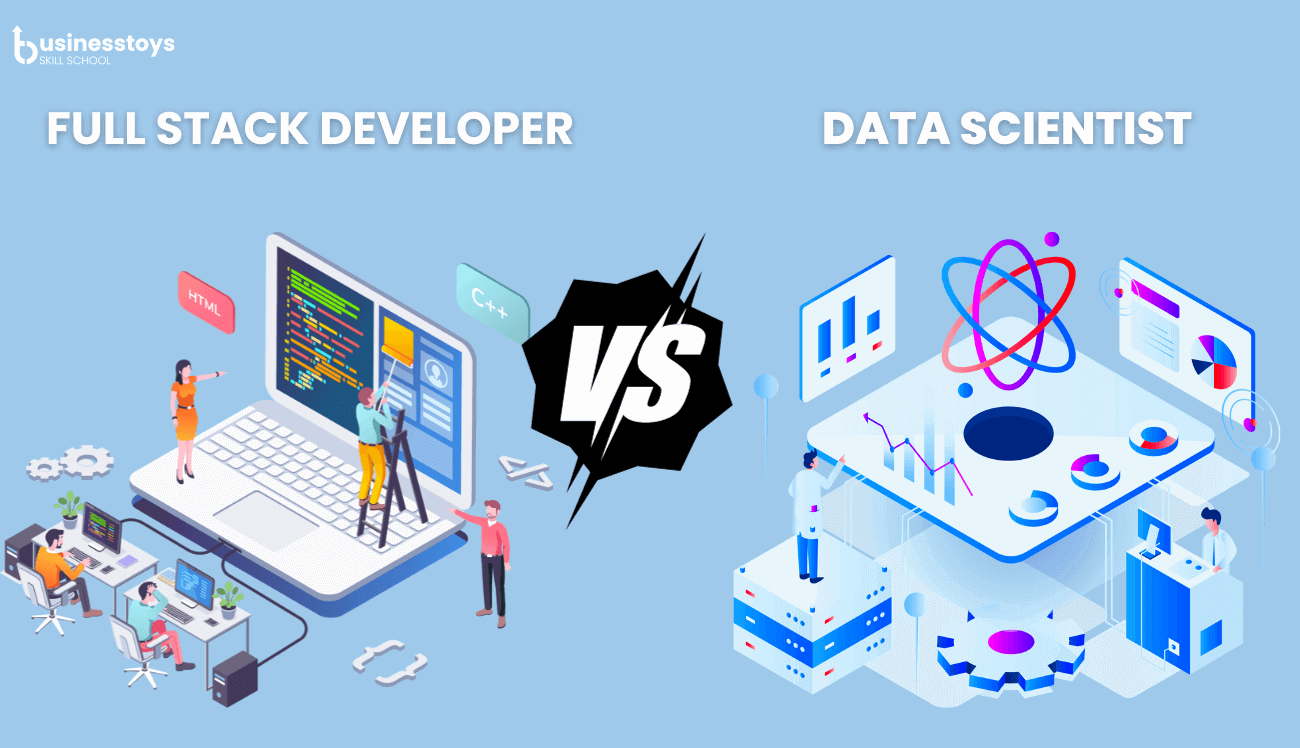 businesstoys
SKILL SCHOOL
FULL STACK DEVELOPER
DATA SCIENTIST
HTML
C++
VS
</>
{ }